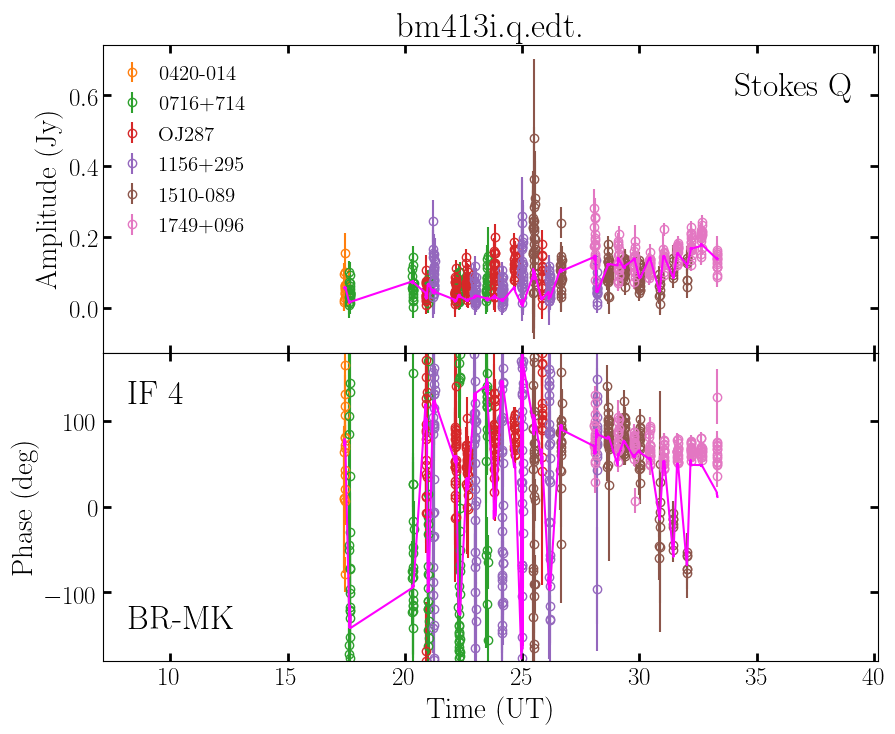 bm413i.q.edt.
Stokes Q
0420-014
0716+714
OJ287
1156+295
1510-089
1749+096
Amplitude (Jy)
0.6
0.4
0.2
0.0
IF 4
BR-MK
Phase (deg)
100
0
−100
10 15 20 25 30 35 40
Time (UT)